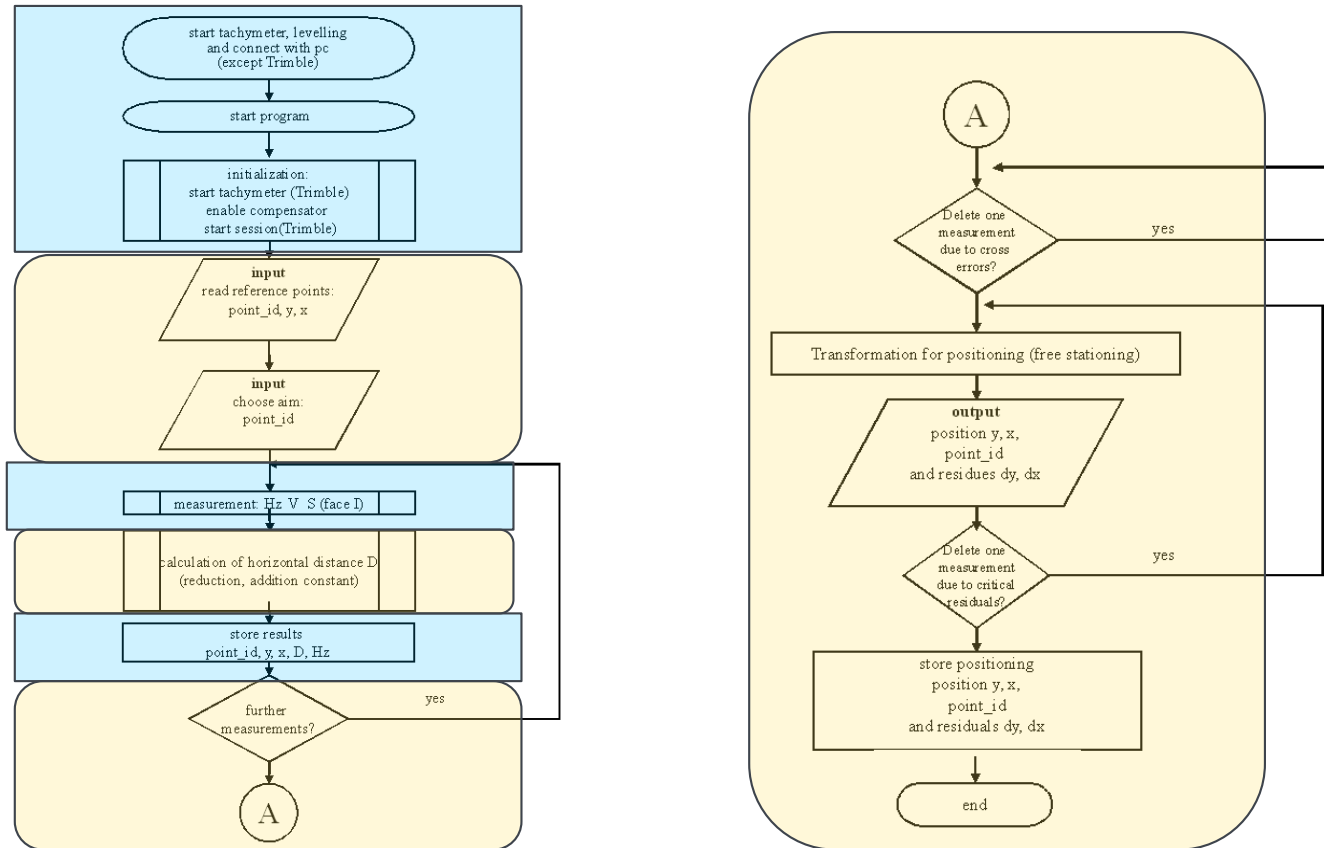 start tachymeter, levelling
and connect with pc
(except Trimble)
start program
initialization:
start tachymeter (Trimble)
enable compensator
start session(Trimble)
input
read reference points:
point_id, y, x
input
choose aim:
point_id
measurement: Hz V S (face I)
calculation of horizontal distance D
(reduction, addition constant)
store results
point_id, y, x, D, Hz
further
measurements?
yes
A
A
Delete one
measurement
due to cross
errors?
yes
Transformation for positioning (free stationing)
output
position y, x,
point_id
and residues dy, dx
Delete one
measurement
due to critical
residuals?
yes
store positioning
position y, x,
point_id
and residuals dy, dx
end